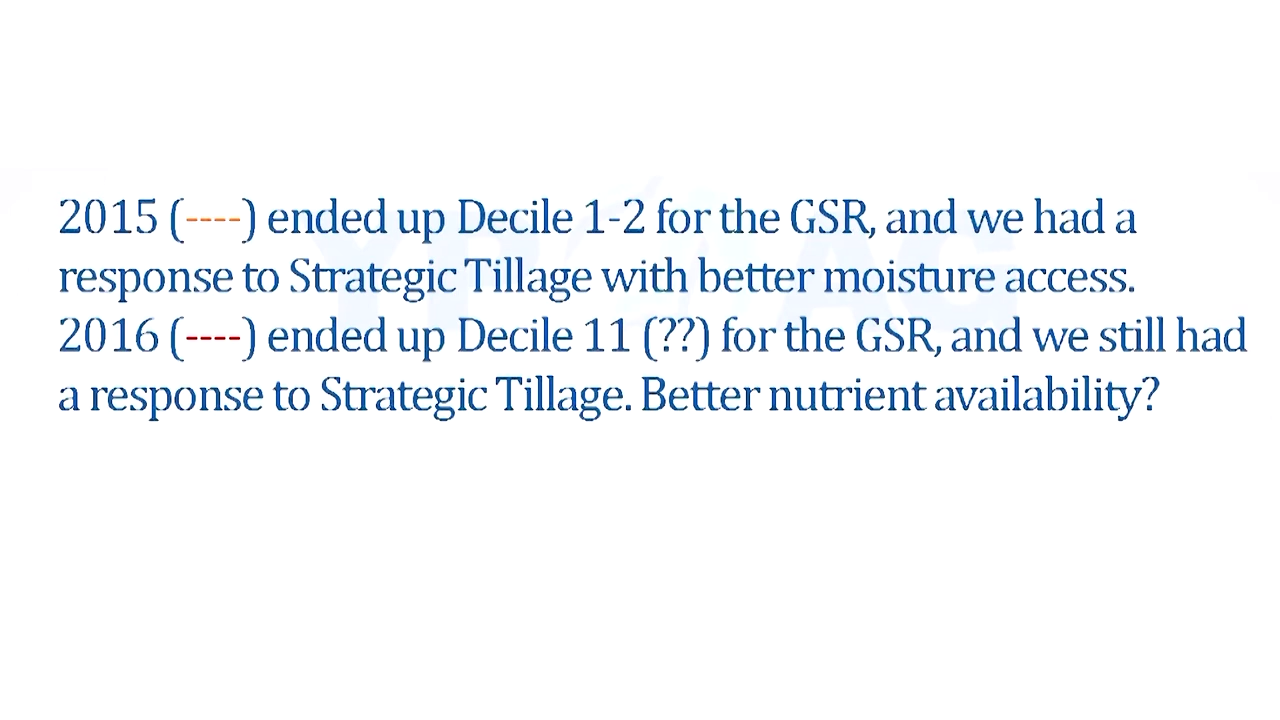 2015 (----) ended up Decile 1-2 for the GSR, and we had a
response to Strategic Tillage with better moisture access.
2016 (----) ended up Decile 11 (??) for the GSR, and we still had
a response to Strategic Tillage. Better nutrient availability?